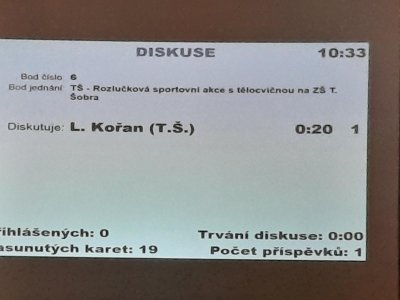 DISKUSE 10:33
Bod číslo: 6
Bod jednání: TŠ - Rozlučková sportovní akce s tělocvičnou na ZŠ T.
Šobra
Diskutuje: L. Kořan (T.Š.) 0:20 1
řihlášených: 0 Trvání diskuse: 0:00
asunutých karet: 19 Počet příspěvků: 1